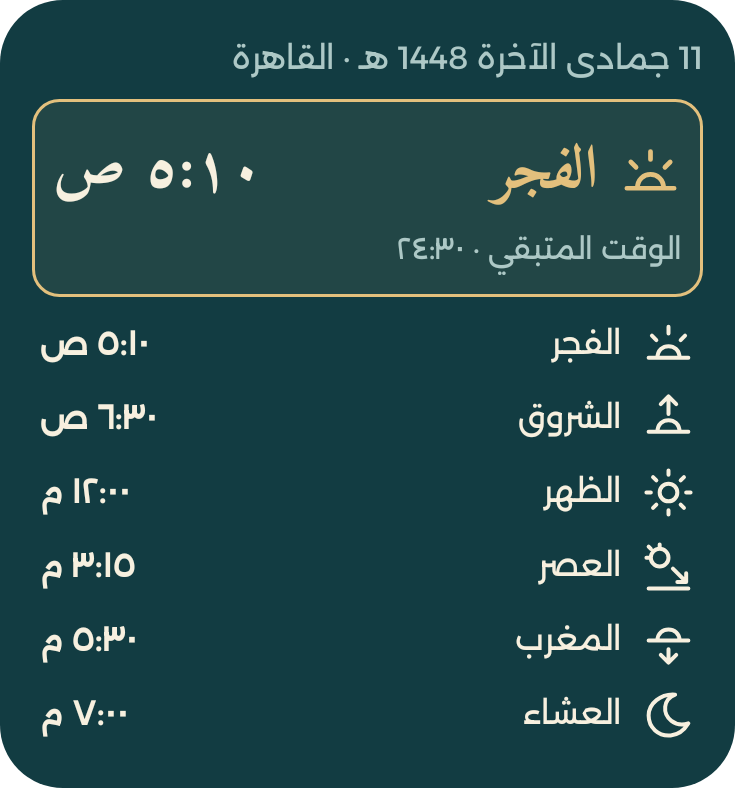 11 جمادى الآخرة 1448 هـ · القاهرة
الفجر ٥:١٠ ص
الوقت المتبقي · ٢٤:٣٠
الفجر ٥:١٠ ص
الشروق ٦:٣٠ ص
الظهر ١٢:٠٠ م
العصر ٣:١٥ م
المغرب ٥:٣٠ م
العشاء ٧:٠٠ م